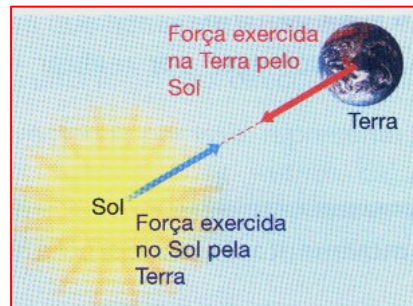 Força exercida
na Terra pelo
Sol
Terra
Sol
Força exercida
no Sol pela
Terra